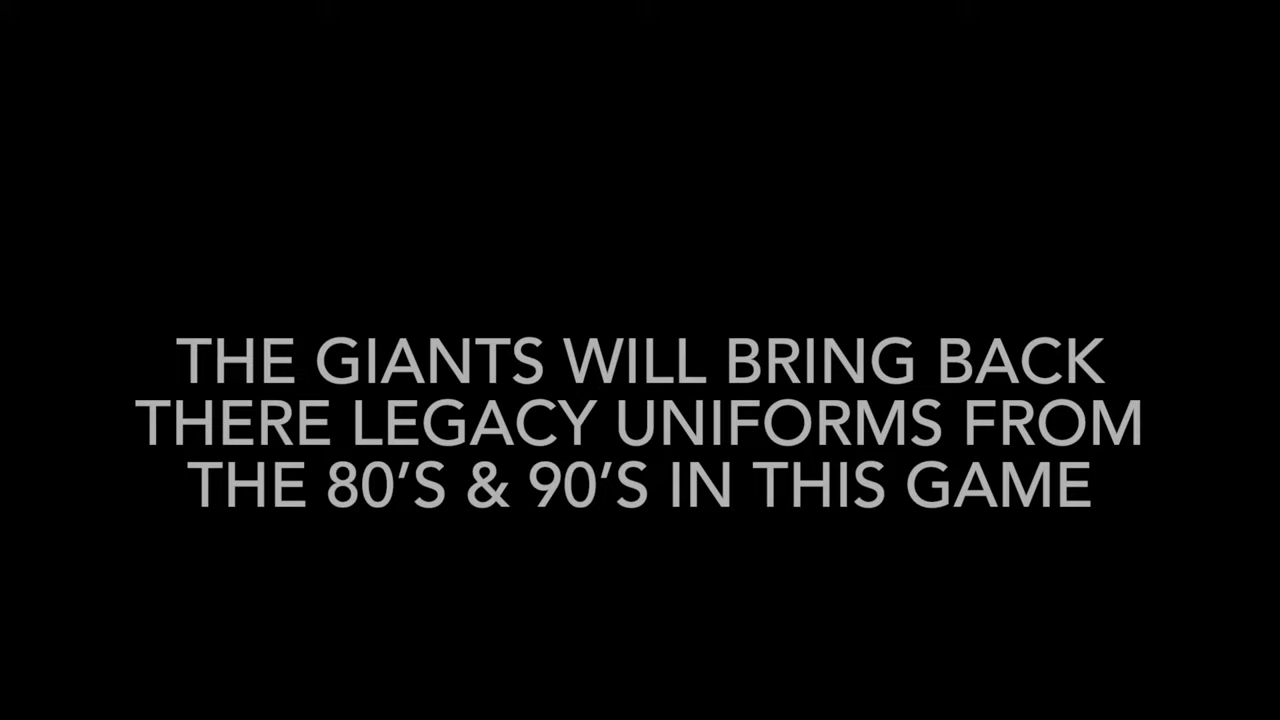 THE GIANTS WILL BRING BACK
THERE LEGACY UNIFORMS FROM
THE 80’S & 90’S IN THIS GAME